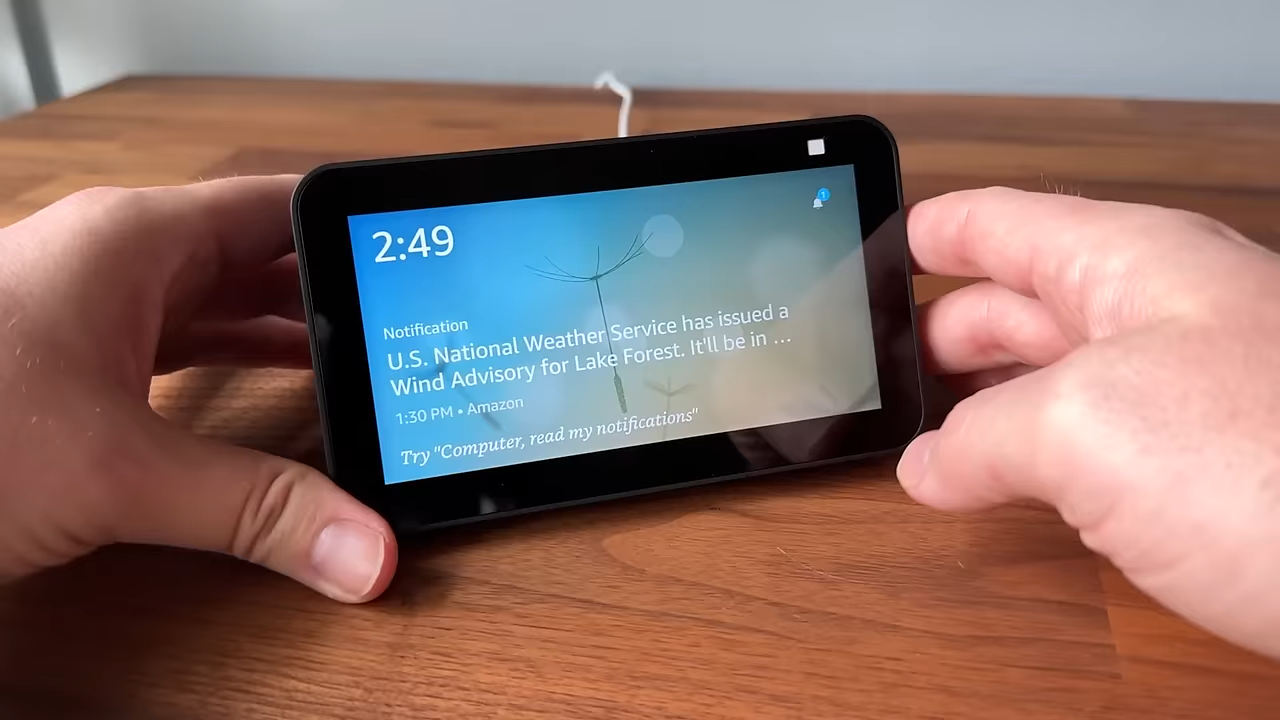 2:49
1
Notification
U.S. National Weather Service has issued a
Wind Advisory for Lake Forest. It'll be in ...
1:30 PM • Amazon
Try "Computer, read my notifications"